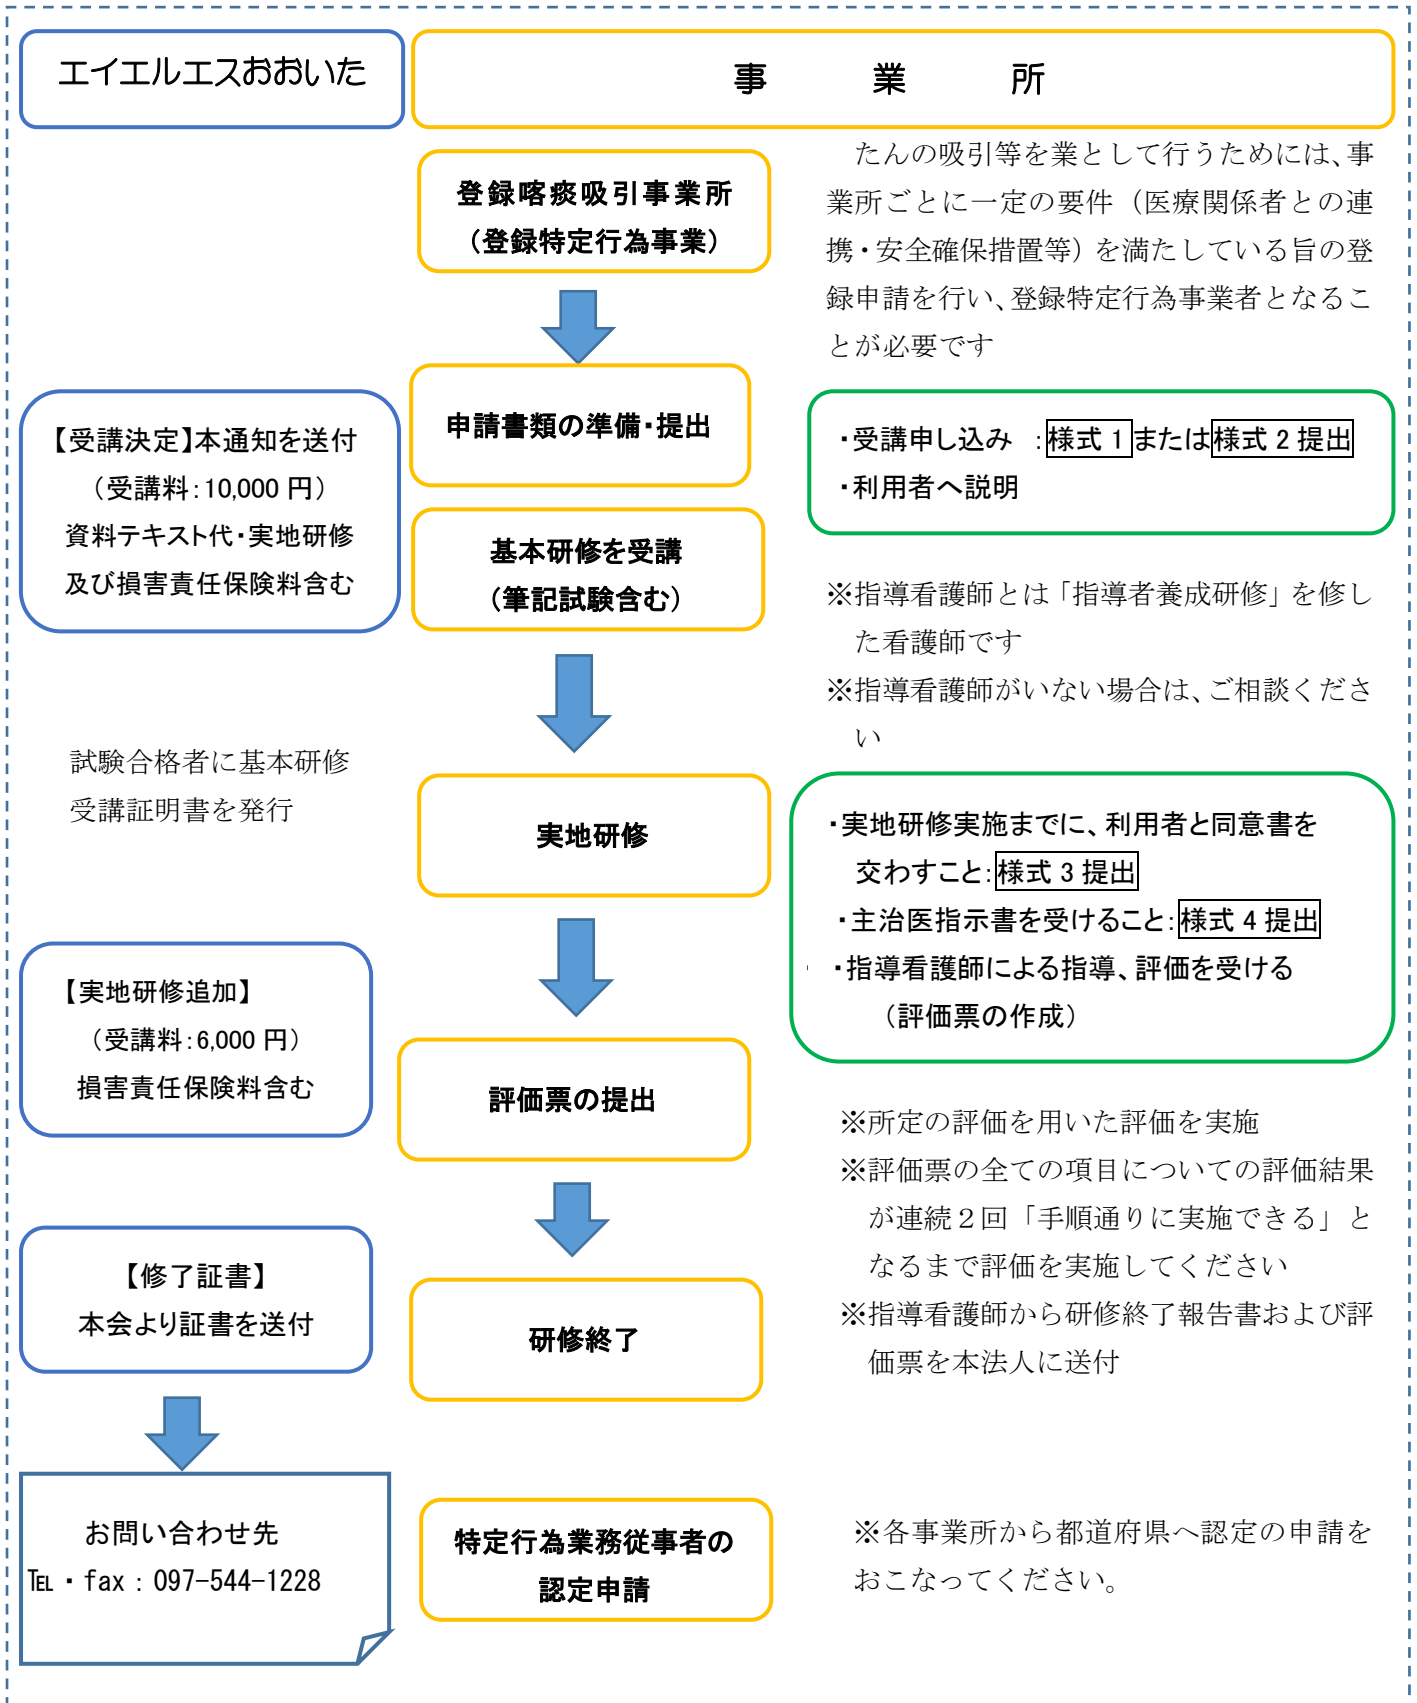 エイエルエスおおいた
事　業　所
登録喀痰吸引事業所
（登録特定行為事業）
たんの吸引等を業として行うためには、事
業所ごとに一定の要件（医療関係者との連
携・安全確保措置等）を満たしている旨の登
録申請を行い、登録特定行為事業者となるこ
とが必要です
【受講決定】本通知を送付
（受講料：10,000円）
資料テキスト代・実地研修
及び損害責任保険料含む
申請書類の準備・提出
・受講申し込み　：様式1または様式2提出
・利用者へ説明
基本研修を受講
（筆記試験含む）
※指導看護師とは「指導者養成研修」を修し
た看護師です
※指導看護師がいない場合は、ご相談くださ
い
試験合格者に基本研修
受講証明書を発行
実地研修
・実地研修実施までに、利用者と同意書を
交わすこと：様式3提出
・主治医指示書を受けること：様式4提出
・指導看護師による指導、評価を受ける
（評価票の作成）
【実地研修追加】
（受講料：6,000円）
損害責任保険料含む
評価票の提出
※所定の評価を用いた評価を実施
※評価票の全ての項目についての評価結果
が連続２回「手順通りに実施できる」と
なるまで評価を実施してください
※指導看護師から研修終了報告書および評
価票を本法人に送付
【修了証書】
本会より証書を送付
研修終了
お問い合わせ先
℡・fax：097-544-1228
特定行為業務従事者の
認定申請
※各事業所から都道府県へ認定の申請を
おこなってください。